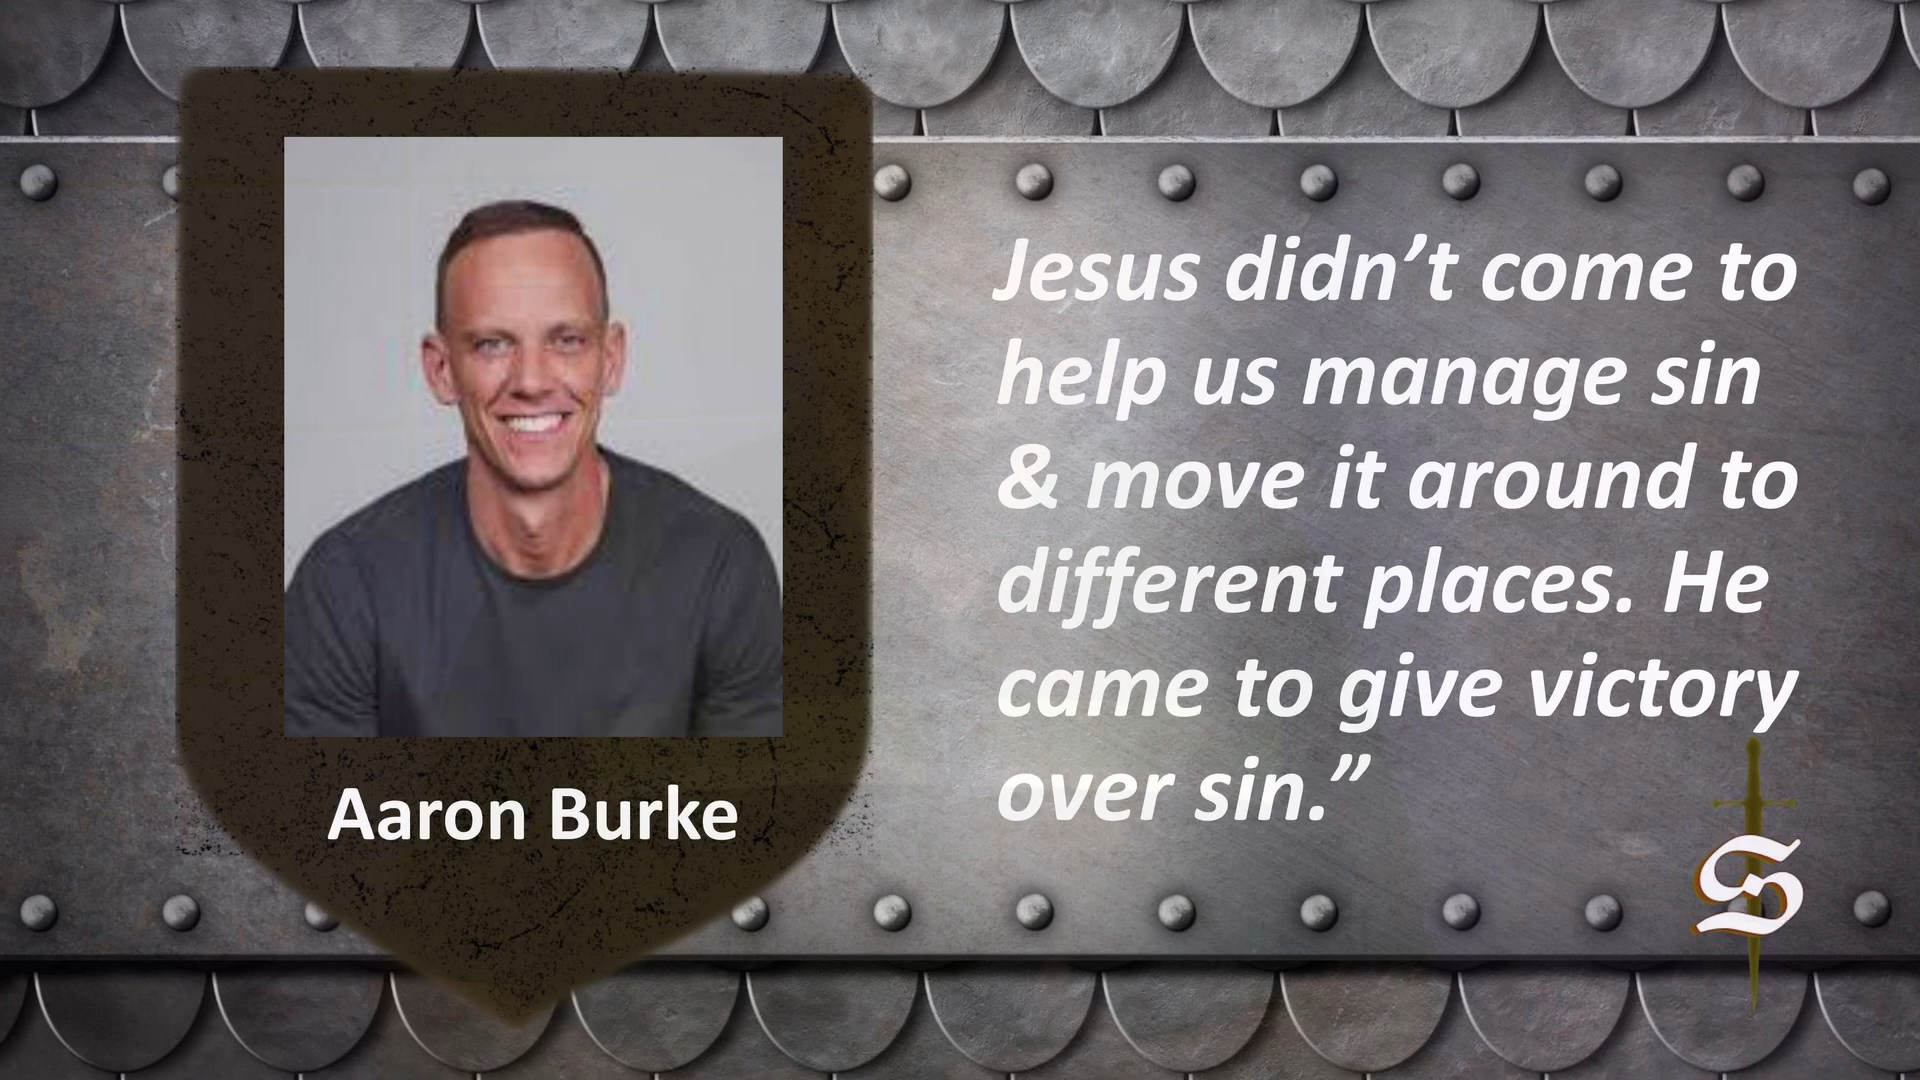 Jesus didn’t come to
help us manage sin
& move it around to
different places. He
came to give victory
over sin.”
Aaron Burke
S